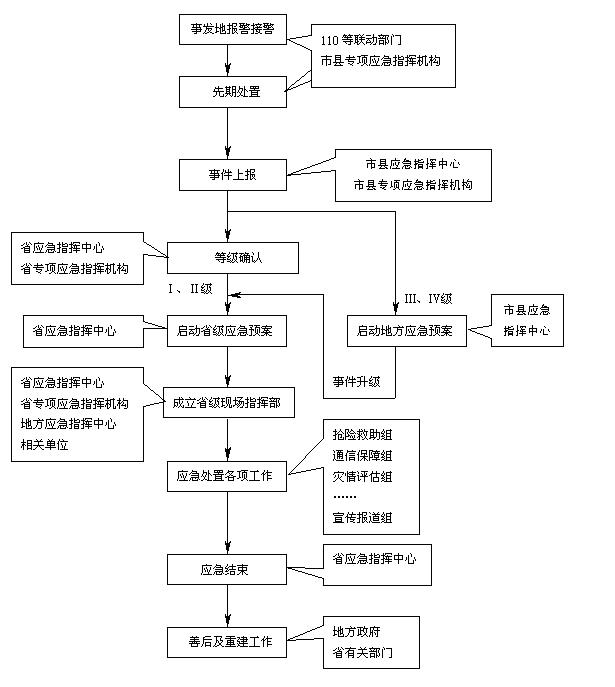 事发地报警接警
110 等联动部门
市县专项应急指挥机构
先期处置
事件上报
市县应急指挥中心
市县专项应急指挥机构
省应急指挥中心
省专项应急指挥机构
等级确认
Ⅰ、Ⅱ级
Ⅲ、Ⅳ级
省应急指挥中心
启动省级应急预案
启动地方应急预案
市县应急
指挥中心
事件升级
省应急指挥中心
省专项应急指挥机构
地方应急指挥中心
相关单位
成立省级现场指挥部
应急处置各项工作
抢险救助组
通信保障组
灾情评估组
……
宣传报道组
应急结束
省应急指挥中心
善后及重建工作
地方政府
省有关部门